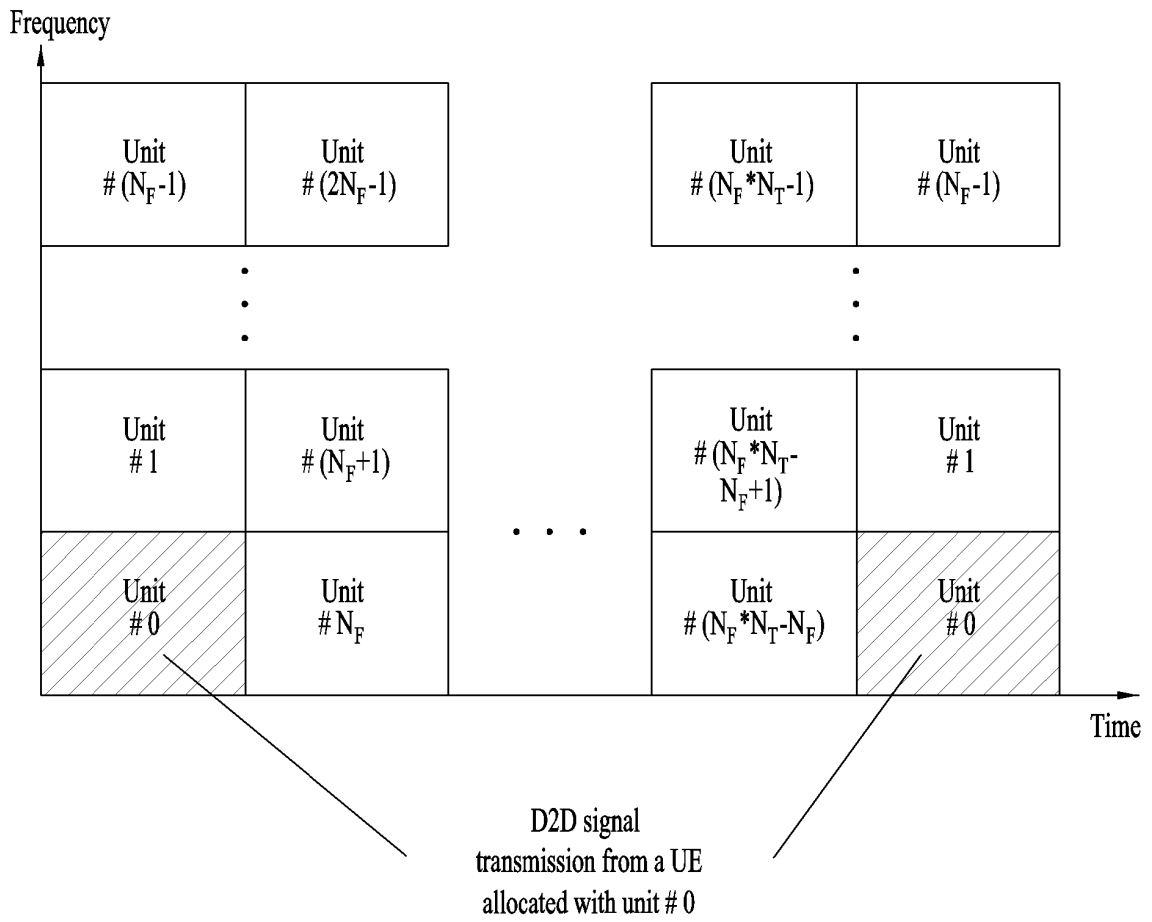 Frequency
Unit
# (N_F-1)
Unit
# (2N_F-1)
Unit
# (N_F*N_T-1)
Unit
# (N_F-1)
Unit
# 1
Unit
# (N_F+1)
Unit
# (N_F*N_T-
N_F+1)
Unit
# 1
Unit
# 0
Unit
# N_F
Unit
# (N_F*N_T-N_F)
Unit
# 0
Time
D2D signal
transmission from a UE
allocated with unit # 0